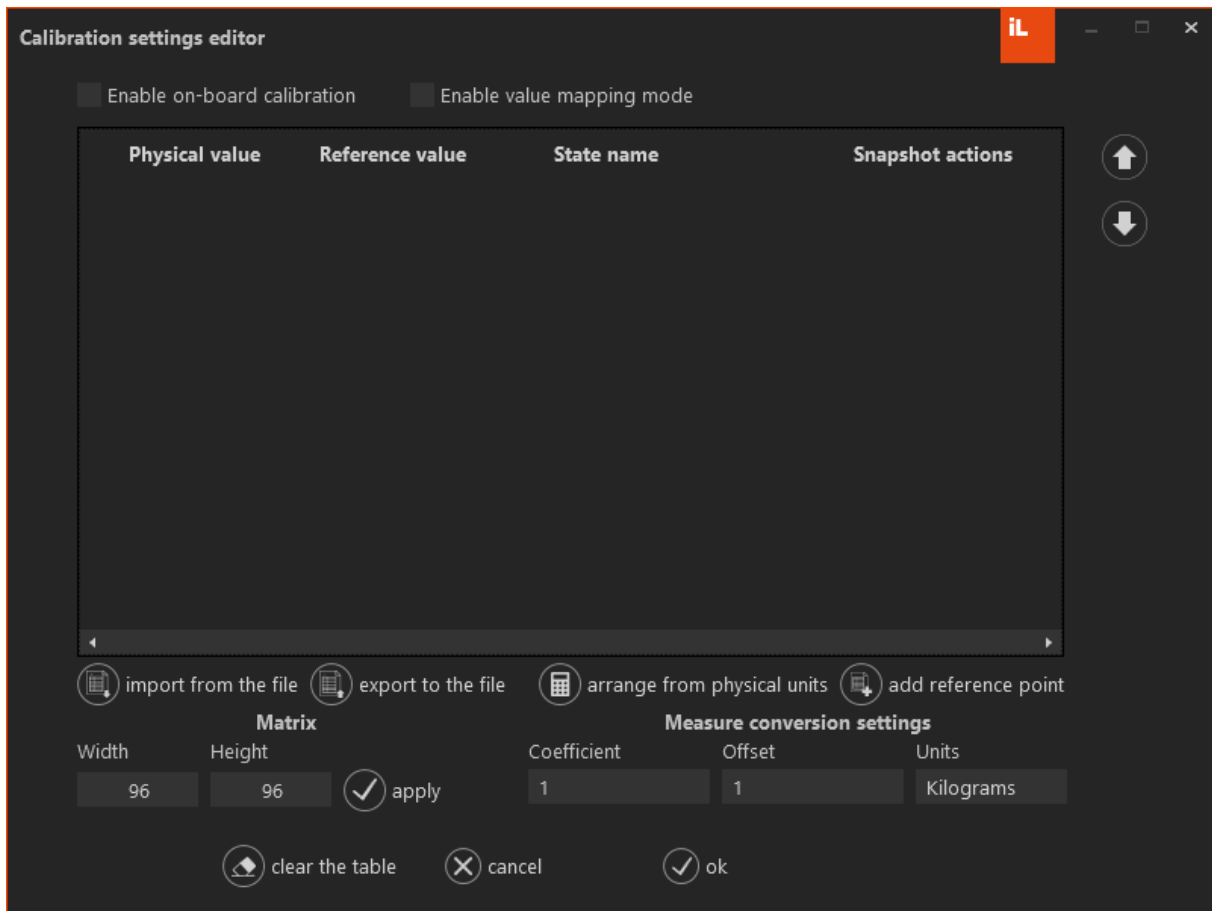 Calibration settings editor
iL
Enable on-board calibration Enable value mapping mode
Physical value Reference value State name Snapshot actions
import from the file export to the file arrange from physical units add reference point
Matrix Measure conversion settings
Width Height Coefficient Offset Units
96 96 apply 1 1 Kilograms
clear the table cancel ok